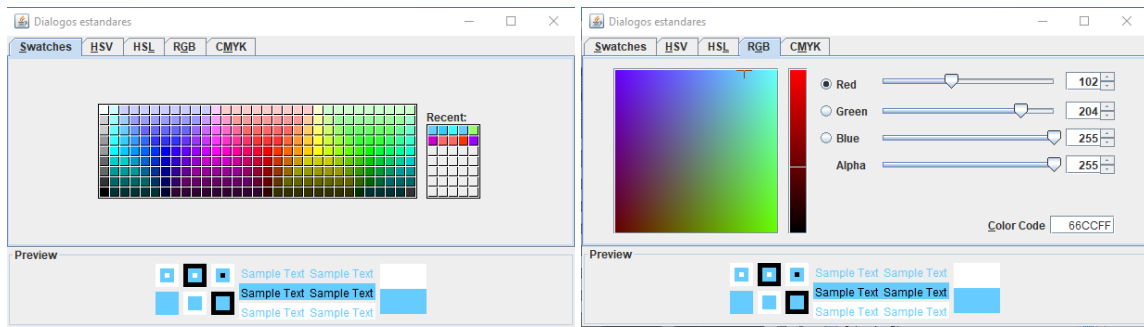 Dialogos estandares
Swatches HSV HSL RGB CMYK
Recent:
Preview
Sample Text Sample Text
Sample Text Sample Text
Sample Text Sample Text
Dialogos estandares
Swatches HSV HSL RGB CMYK
Red 102
Green 204
Blue 255
Alpha 255
Color Code 66CCFF
Preview
Sample Text Sample Text
Sample Text Sample Text
Sample Text Sample Text